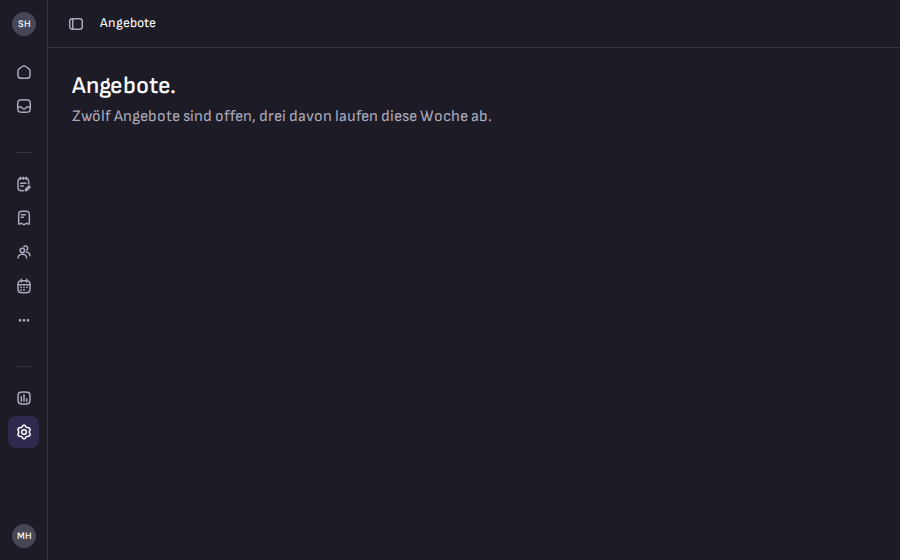 SH
Angebote
Angebote.
Zwölf Angebote sind offen, drei davon laufen diese Woche ab.
MH